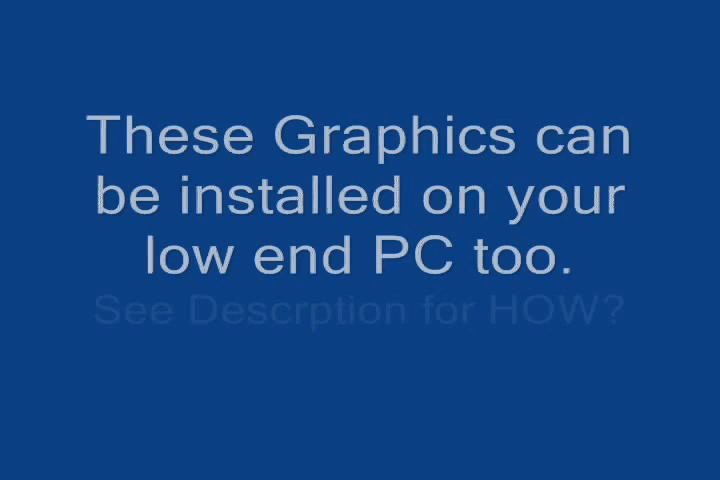 These Graphics can
be installed on your
low end PC too.
See Descrption for HOW?